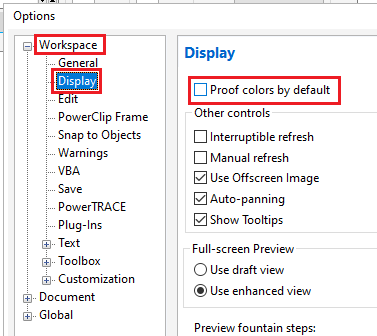 Options
Workspace
General
Display
Edit
PowerClip Frame
Snap to Objects
Warnings
VBA
Save
PowerTRACE
Plug-Ins
Text
Toolbox
Customization
Document
Global
Display
Proof colors by default
Other controls
Interruptible refresh
Manual refresh
Use Offscreen Image
Auto-panning
Show Tooltips
Full-screen Preview
Use draft view
Use enhanced view
Preview fountain steps: